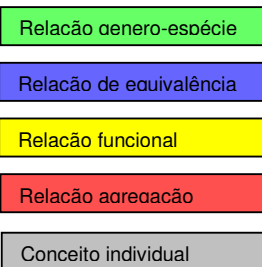 Relação genero-espécie
Relação de equivalência
Relação funcional
Relação agregação
Conceito individual